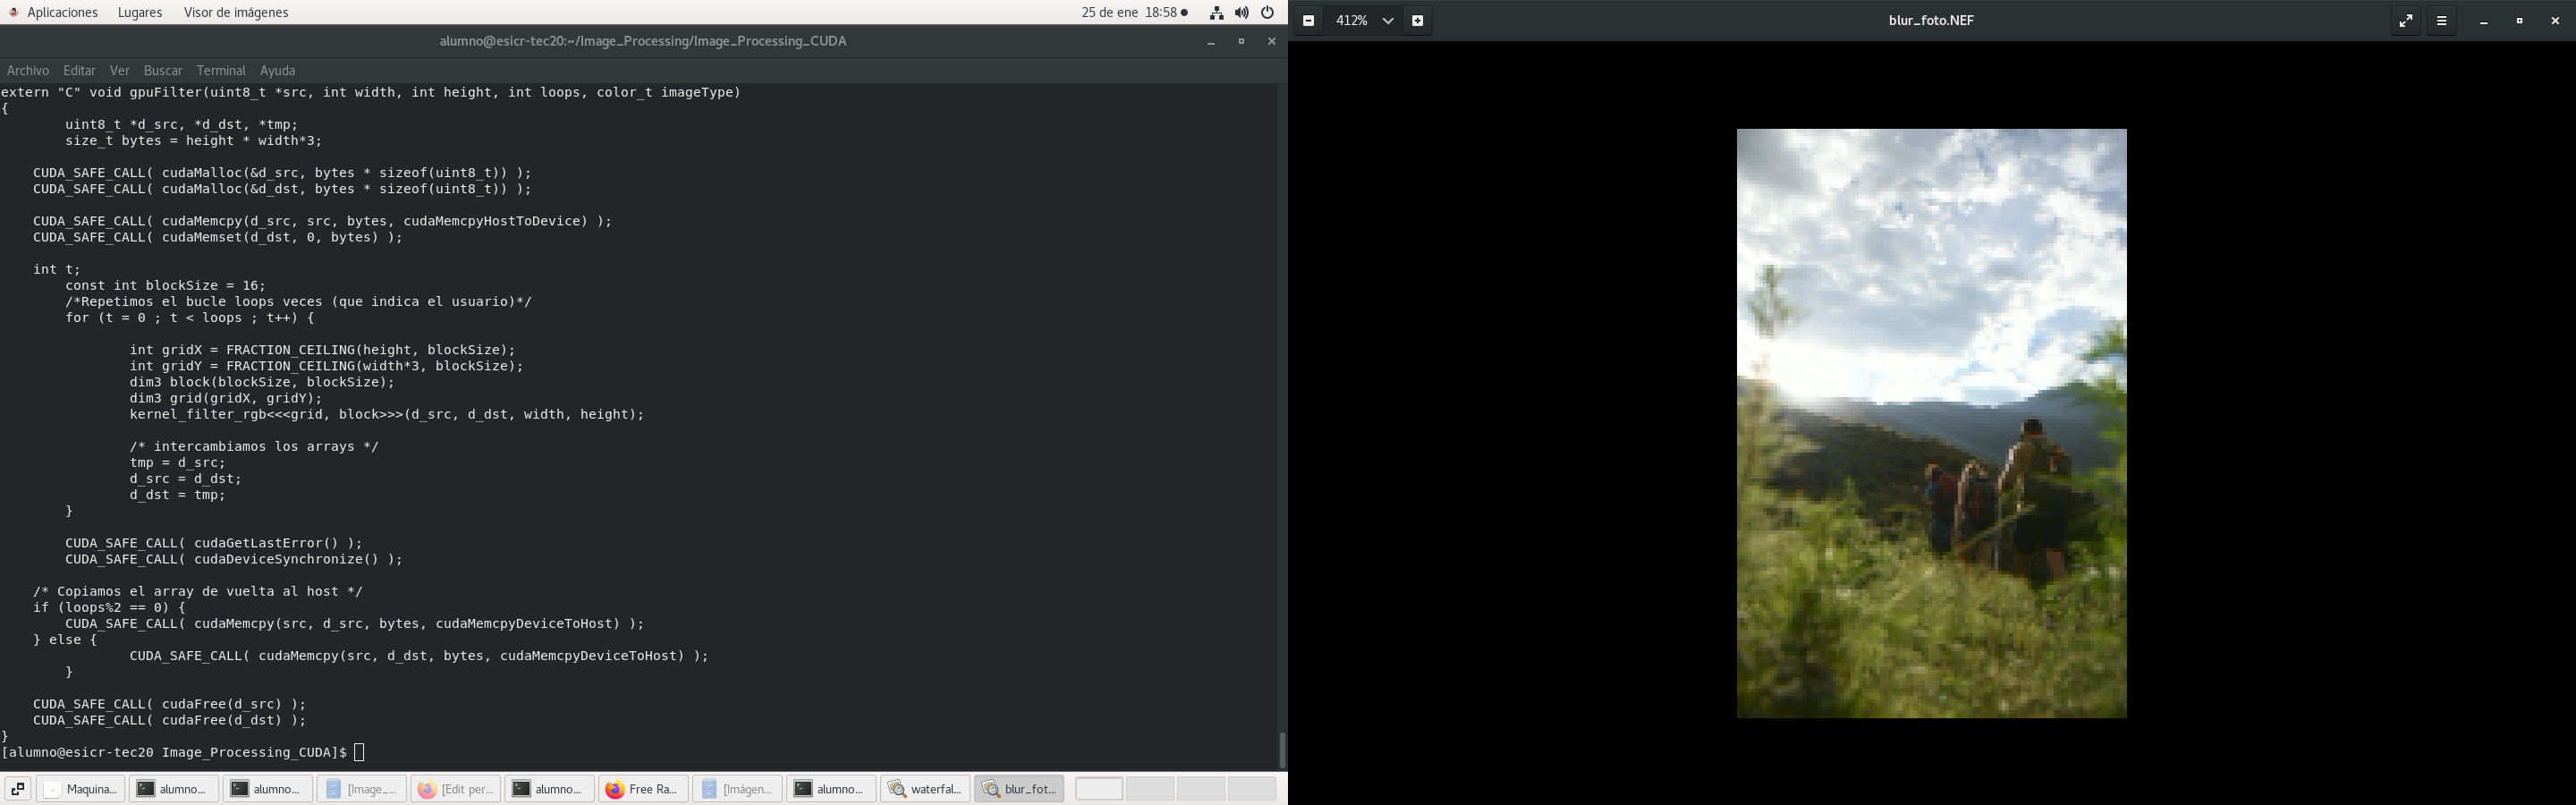 Aplicaciones Lugares Visor de imágenes 25 de ene 18:58
alumno@esicr-tec20:~/Image_Processing/Image_Processing_CUDA
Archivo Editar Ver Buscar Terminal Ayuda
extern "C" void gpuFilter(uint8_t *src, int width, int height, int loops, color_t imageType)
{
uint8_t *d_src, *d_dst, *tmp;
size_t bytes = height * width*3;
CUDA_SAFE_CALL( cudaMalloc(&d_src, bytes * sizeof(uint8_t)) );
CUDA_SAFE_CALL( cudaMalloc(&d_dst, bytes * sizeof(uint8_t)) );
CUDA_SAFE_CALL( cudaMemcpy(d_src, src, bytes, cudaMemcpyHostToDevice) );
CUDA_SAFE_CALL( cudaMemset(d_dst, 0, bytes) );
int t;
const int blockSize = 16;
/*Repetimos el bucle loops veces (que indica el usuario)*/
for (t = 0 ; t < loops ; t++) {
int gridX = FRACTION_CEILING(height, blockSize);
int gridY = FRACTION_CEILING(width*3, blockSize);
dim3 block(blockSize, blockSize);
dim3 grid(gridX, gridY);
kernel_filter_rgb<<<grid, block>>>(d_src, d_dst, width, height);
/* intercambiamos los arrays */
tmp = d_src;
d_src = d_dst;
d_dst = tmp;
}
CUDA_SAFE_CALL( cudaGetLastError() );
CUDA_SAFE_CALL( cudaDeviceSynchronize() );
/* Copiamos el array de vuelta al host */
if (loops%2 == 0) {
CUDA_SAFE_CALL( cudaMemcpy(src, d_src, bytes, cudaMemcpyDeviceToHost) );
} else {
CUDA_SAFE_CALL( cudaMemcpy(src, d_dst, bytes, cudaMemcpyDeviceToHost) );
}
CUDA_SAFE_CALL( cudaFree(d_src) );
CUDA_SAFE_CALL( cudaFree(d_dst) );
}
[alumno@esicr-tec20 Image_Processing_CUDA]$
Maquina... alumno... alumno... [Image_... [Edit per... alumno... Free Ra... [Imágen... alumno... waterfal... blur_fot...
412% blur_foto.NEF